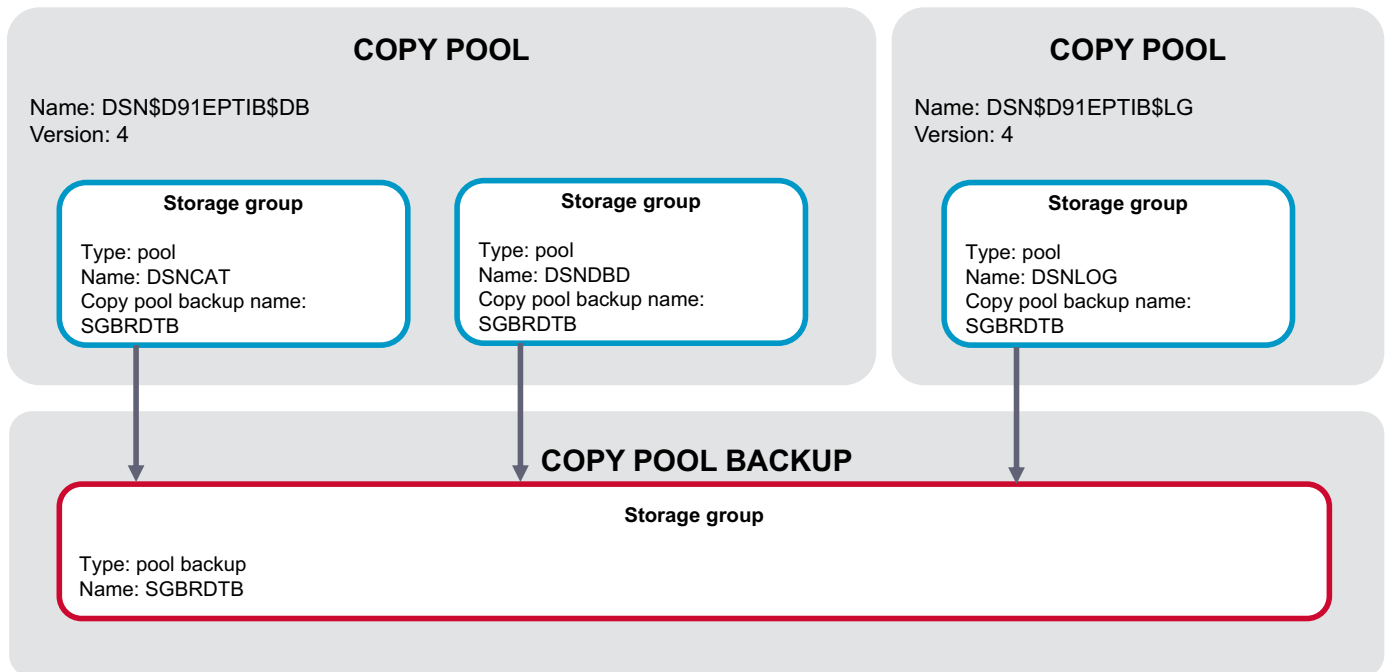 COPY POOL
Name: DSN$D91EPTIB$DB
Version: 4
Storage group
Type: pool
Name: DSNCAT
Copy pool backup name:
SGBRDTB
Storage group
Type: pool
Name: DSNDBD
Copy pool backup name:
SGBRDTB
COPY POOL
Name: DSN$D91EPTIB$LG
Version: 4
Storage group
Type: pool
Name: DSNLOG
Copy pool backup name:
SGBRDTB
COPY POOL BACKUP
Storage group
Type: pool backup
Name: SGBRDTB